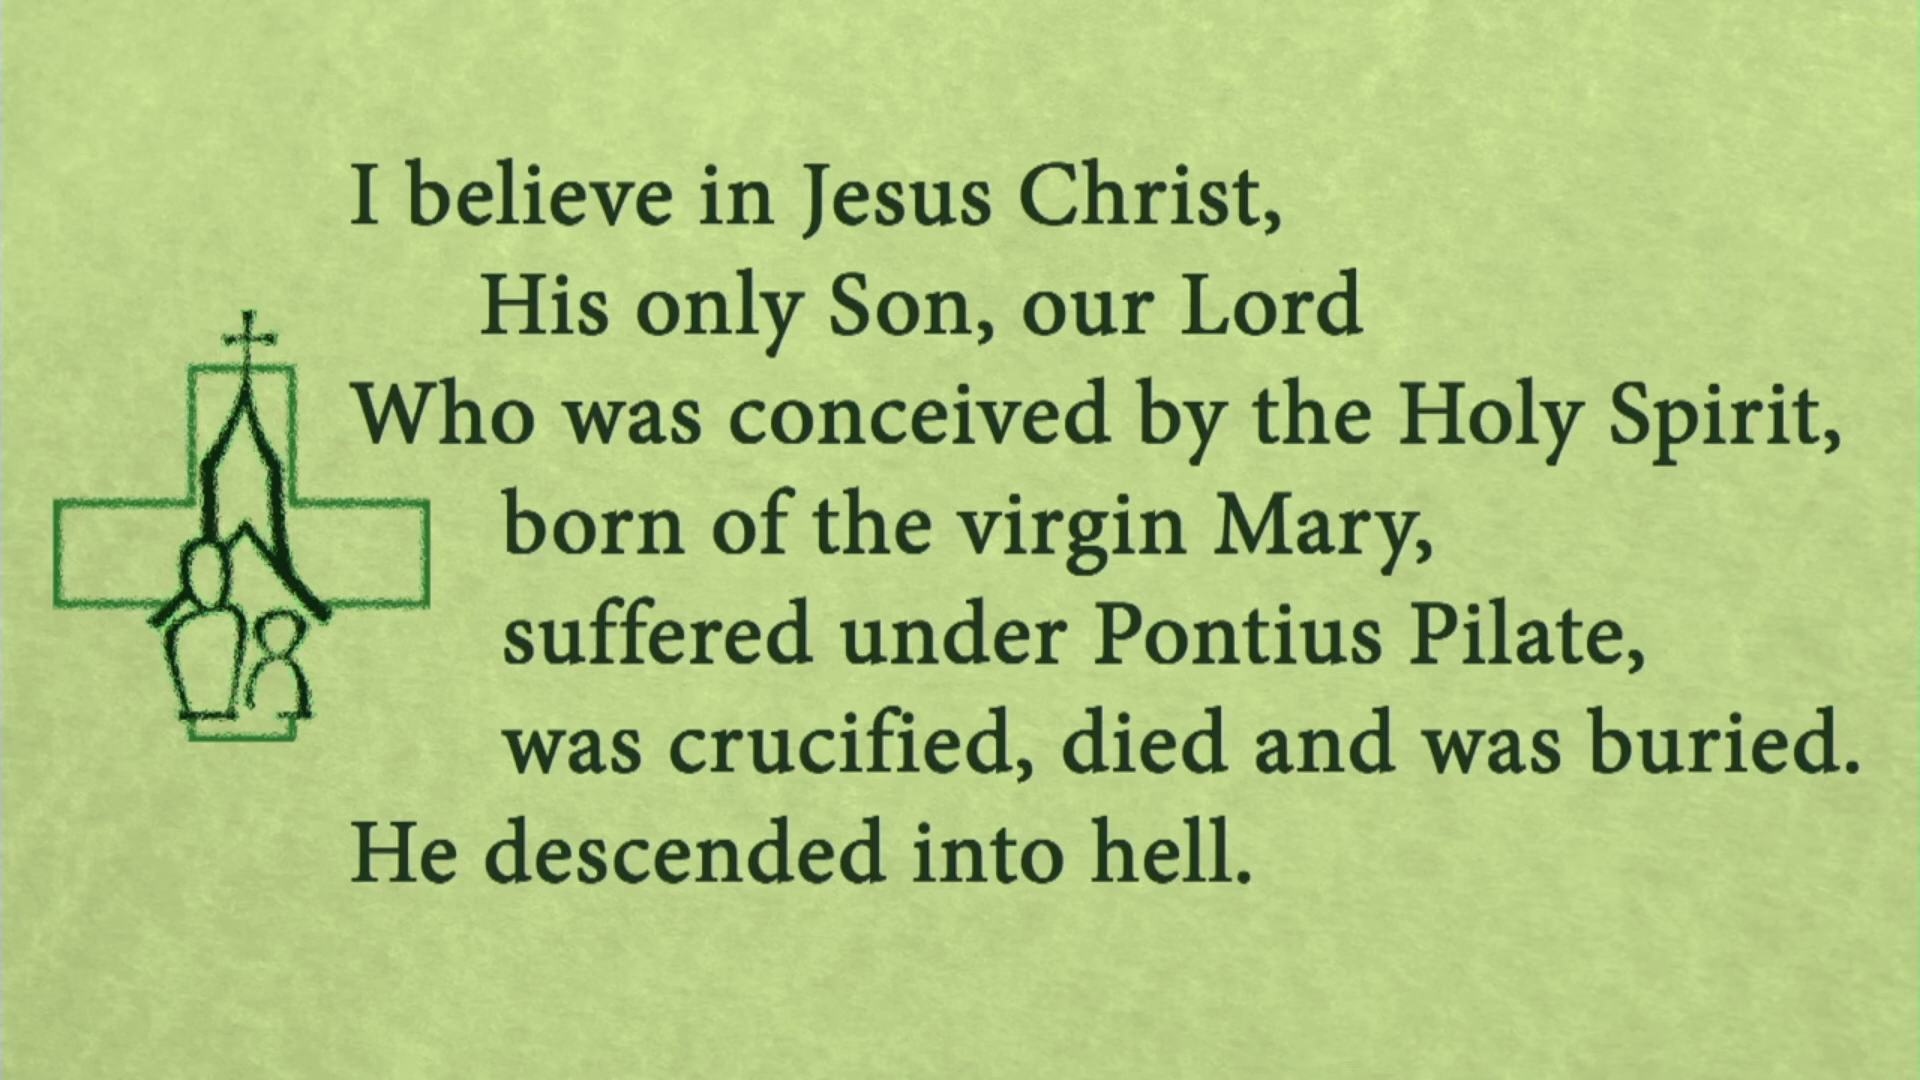 I believe in Jesus Christ,
His only Son, our Lord
Who was conceived by the Holy Spirit,
born of the virgin Mary,
suffered under Pontius Pilate,
was crucified, died and was buried.
He descended into hell.